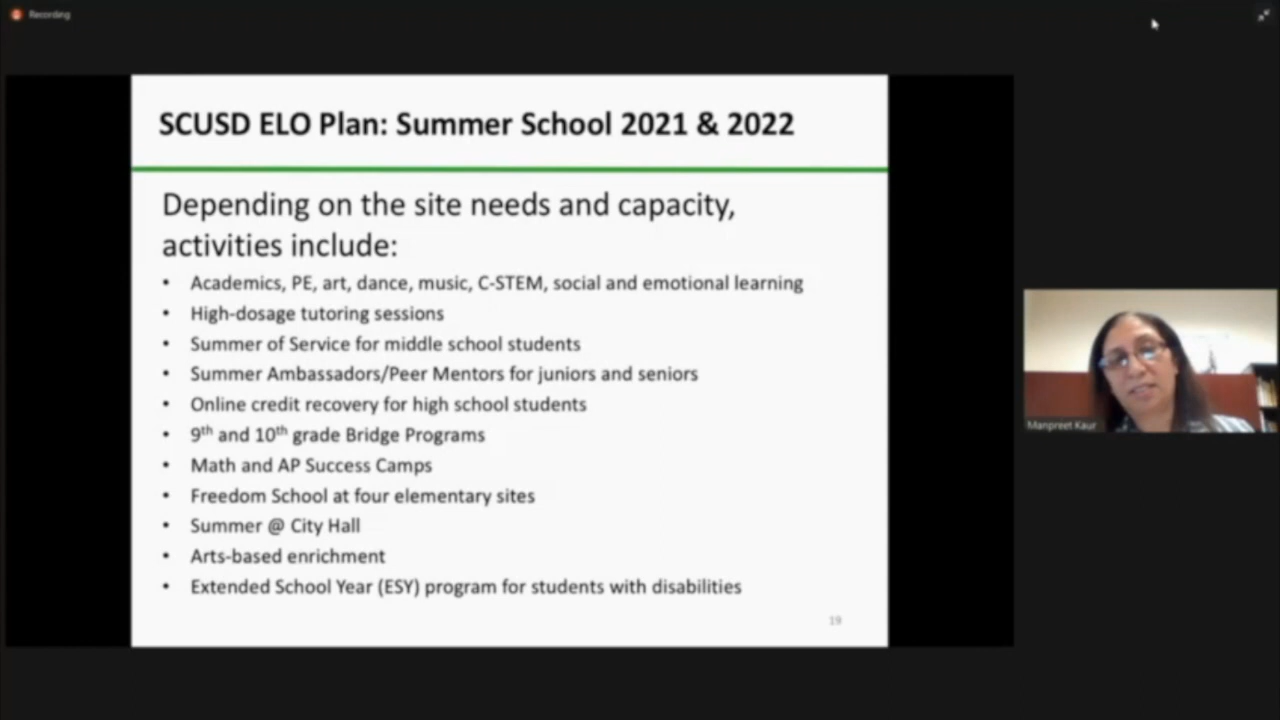 Recording
SCUSD ELO Plan: Summer School 2021 & 2022
Depending on the site needs and capacity,
activities include:
• Academics, PE, art, dance, music, C-STEM, social and emotional learning
• High-dosage tutoring sessions
• Summer of Service for middle school students
• Summer Ambassadors/Peer Mentors for juniors and seniors
• Online credit recovery for high school students
• 9th and 10th grade Bridge Programs
• Math and AP Success Camps
• Freedom School at four elementary sites
• Summer @ City Hall
• Arts-based enrichment
• Extended School Year (ESY) program for students with disabilities
19
Manpreet Kaur